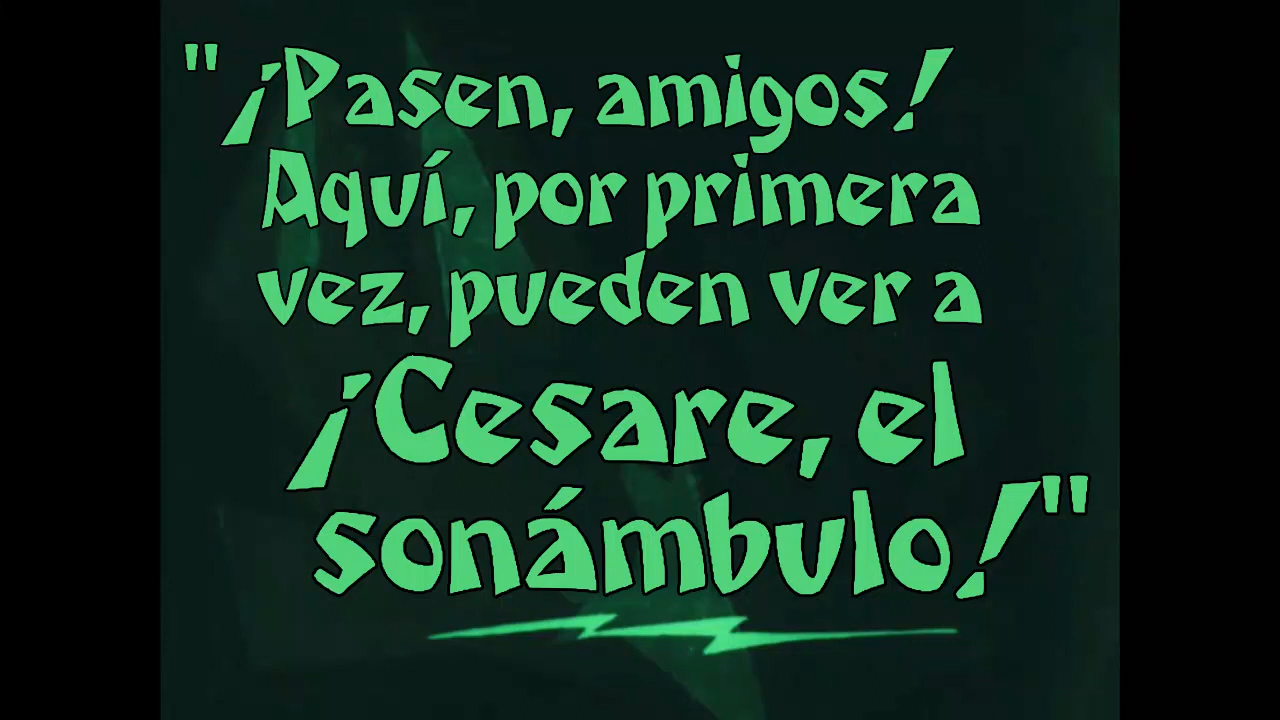 "¡Pasen, amigos!
Aquí, por primera
vez, pueden ver a
¡Cesare, el
sonámbulo!"